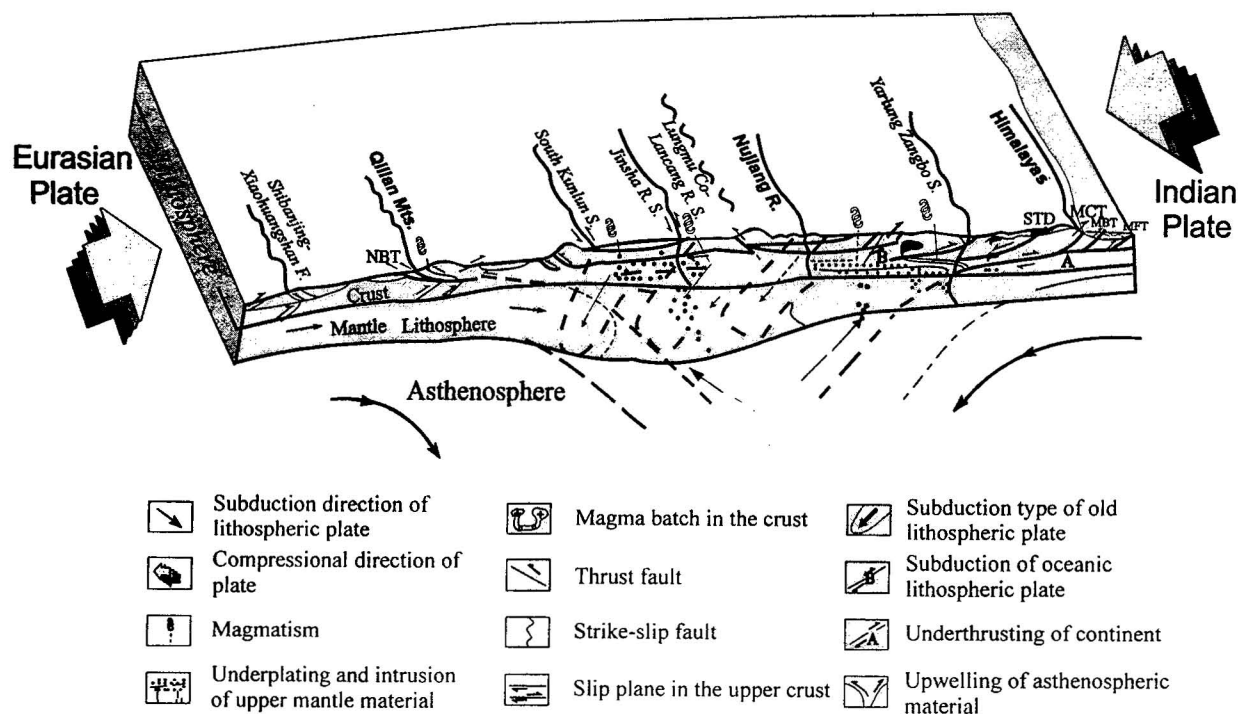 Eurasian
Plate
Lithosphere
Shibanjing-
Xiaohuangshan F.
Qilian Mts.
NBT
South Kunlun S.
Jinsha R. S.
Lungmu Co-
Lancang R. S.
Nujiang R.
Yarlung Zangbo S.
Himalayas
Indian
Plate
STD
MCT
MBT
MFT
B
A
Crust
Mantle Lithosphere
Asthenosphere
Subduction direction of
lithospheric plate
Compressional direction of
plate
Magmatism
Underplating and intrusion
of upper mantle material
Magma batch in the crust
Thrust fault
Strike-slip fault
Slip plane in the upper crust
Subduction type of old
lithospheric plate
B
Subduction of oceanic
lithospheric plate
A
Underthrusting of continent
Upwelling of asthenospheric
material